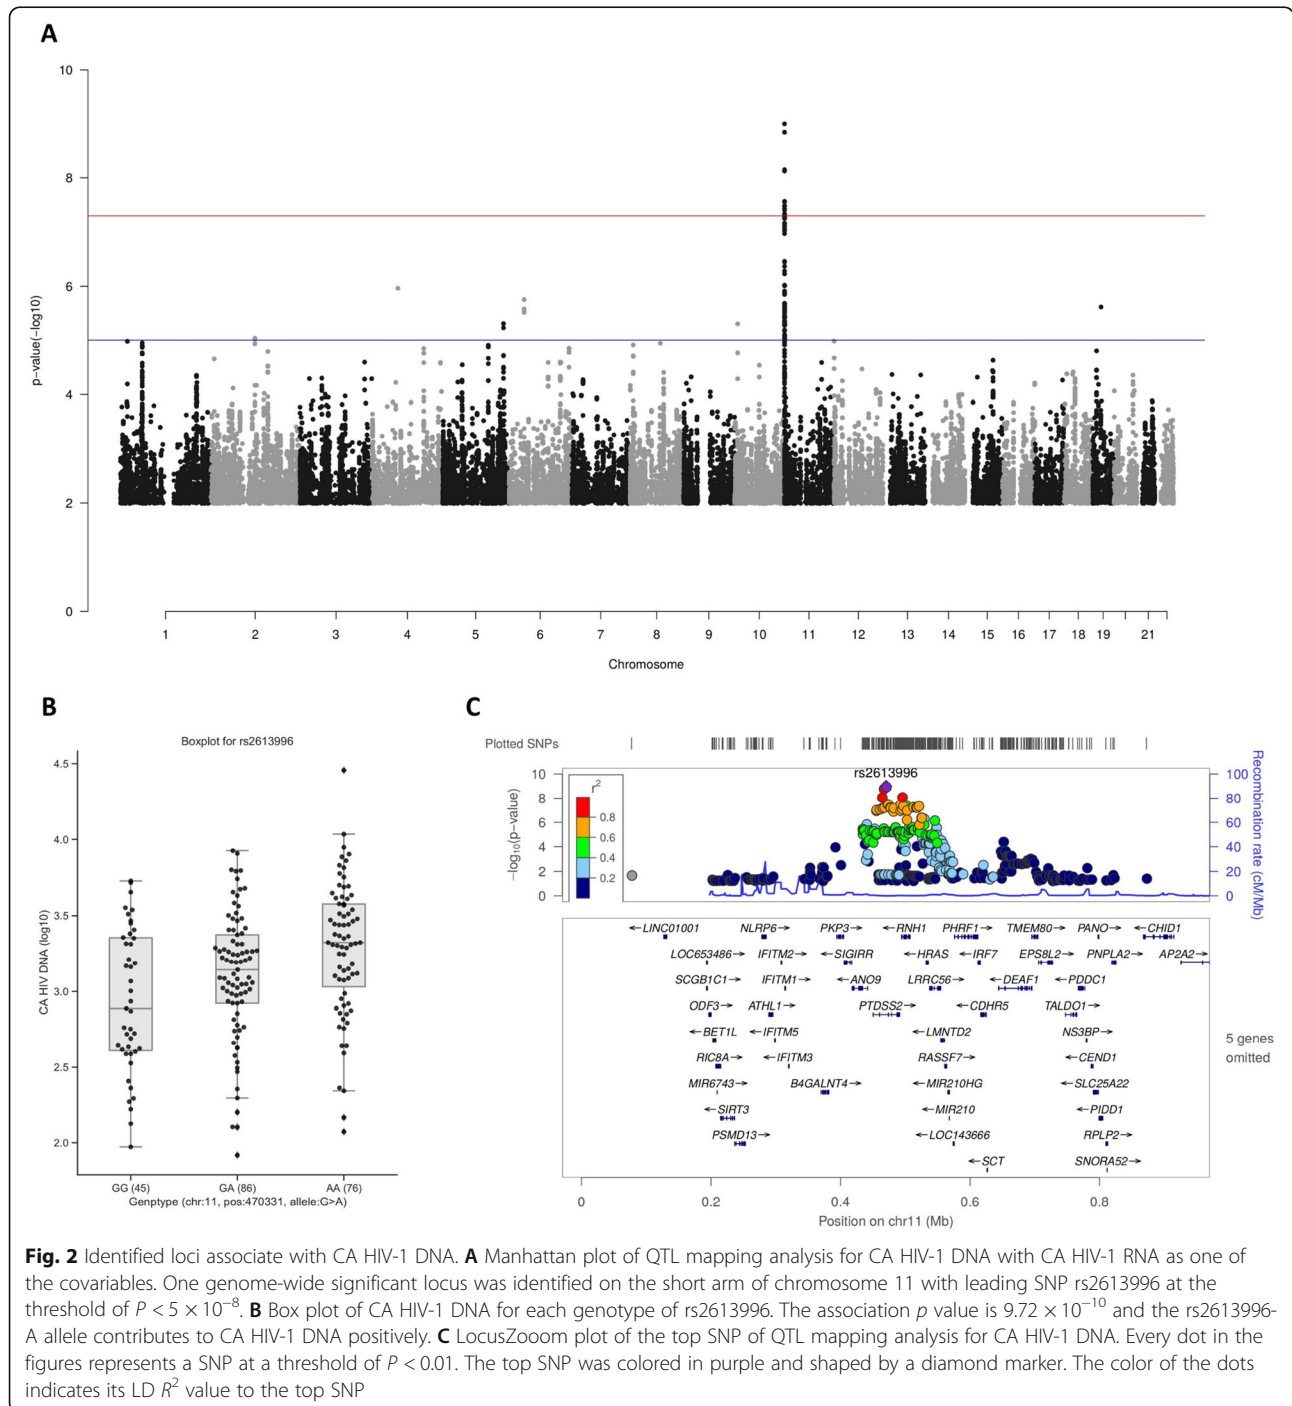 A
10
8
6
4
2
0
p−value(−log10)
1 2 3 4 5 6 7 8 9 10 11 12 13 14 15 16 17 18 19 21
Chromosome
B
Boxplot for rs2613996
4.5
4.0
3.5
3.0
2.5
2.0
CA HIV DNA (log10)
GG (45) GA (86) AA (76)
Genptype (chr:11, pos:470331, allele:G>A)
C
Plotted SNPs
rs2613996
10
8
6
4
2
0
−log10(p−value)
r2
0.8
0.6
0.4
0.2
100
80
60
40
20
0
Recombination rate (cM/Mb)
←LINC01001 NLRP6→ PKP3→ ←RNH1 PHRF1→ TMEM80→ PANO→ ←CHID1
LOC653486→ IFITM2→ ←SIGIRR ←HRAS ←IRF7 EPS8L2→ PNPLA2→ AP2A2→
SCGB1C1→ IFITM1→ ←ANO9 LRRC56→ ←DEAF1 ←PDDC1
ODF3→ ATHL1→ PTDSS2→ ←CDHR5 TALDO1→
←BET1L ←IFITM5 ←LMNTD2 NS3BP→
RIC8A→ ←IFITM3 RASSF7→ ←CEND1
MIR6743→ B4GALNT4→ ←MIR210HG ←SLC25A22
←SIRT3 ←MIR210 ←PIDD1
PSMD13→ ←LOC143666 RPLP2→
←SCT SNORA52→
5 genes
omitted
0 0.2 0.4 0.6 0.8
Position on chr11 (Mb)
Fig. 2 Identified loci associate with CA HIV-1 DNA. A Manhattan plot of QTL mapping analysis for CA HIV-1 DNA with CA HIV-1 RNA as one of
the covariables. One genome-wide significant locus was identified on the short arm of chromosome 11 with leading SNP rs2613996 at the
threshold of P < 5 × 10−8. B Box plot of CA HIV-1 DNA for each genotype of rs2613996. The association p value is 9.72 × 10−10 and the rs2613996-
A allele contributes to CA HIV-1 DNA positively. C LocusZooom plot of the top SNP of QTL mapping analysis for CA HIV-1 DNA. Every dot in the
figures represents a SNP at a threshold of P < 0.01. The top SNP was colored in purple and shaped by a diamond marker. The color of the dots
indicates its LD R2 value to the top SNP